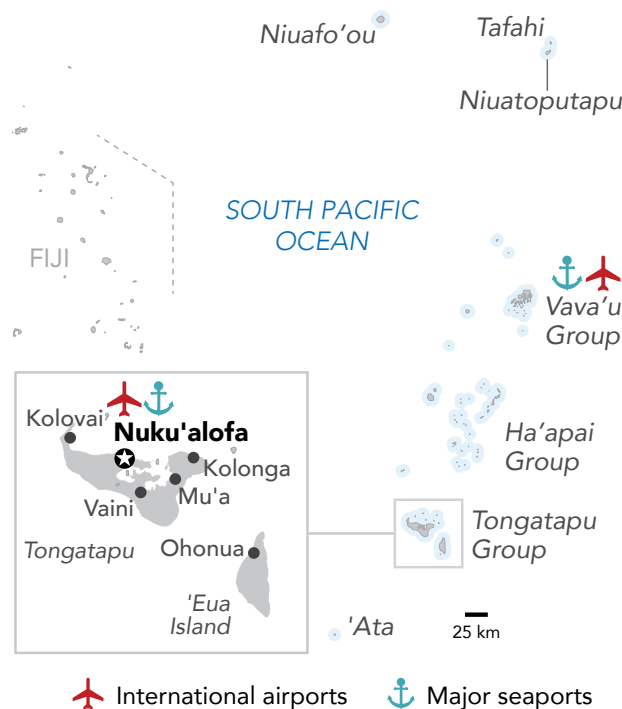 Niuafo'ou
Tafahi
Niuatoputapu
SOUTH PACIFIC
OCEAN
FIJI
Vava'u
Group
Kolovai'
Nuku'alofa
Kolonga
Mu'a
Vaini
Tongatapu
Ohonua
'Eua
Island
Ha'apai
Group
Tongatapu
Group
'Ata
25 km
International airports
Major seaports